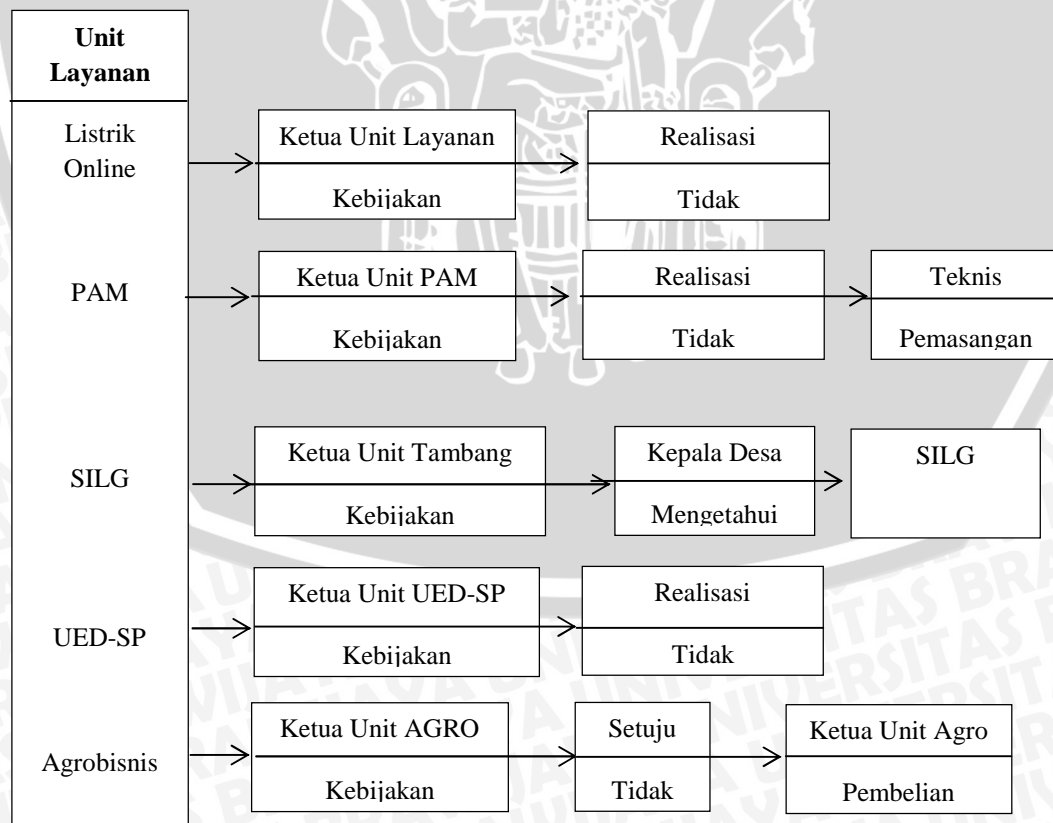 Unit
Layanan
Listrik
Online
Ketua Unit Layanan
Kebijakan
Realisasi
Tidak
PAM
Ketua Unit PAM
Kebijakan
Realisasi
Tidak
Teknis
Pemasangan
SILG
Ketua Unit Tambang
Kebijakan
Kepala Desa
Mengetahui
SILG
UED-SP
Ketua Unit UED-SP
Kebijakan
Realisasi
Tidak
Agrobisnis
Ketua Unit AGRO
Kebijakan
Setuju
Tidak
Ketua Unit Agro
Pembelian